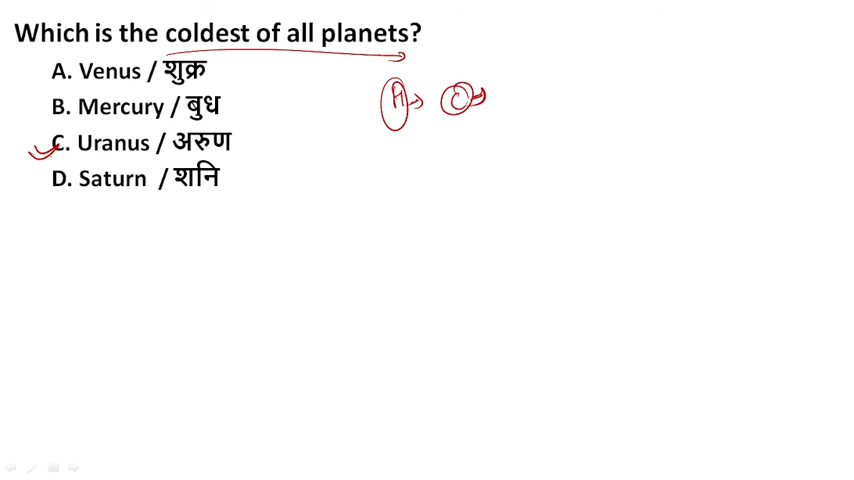 Which is the coldest of all planets?
A. Venus / शुक्र
B. Mercury / बुध
C. Uranus / अरुण
D. Saturn / शनि
H C